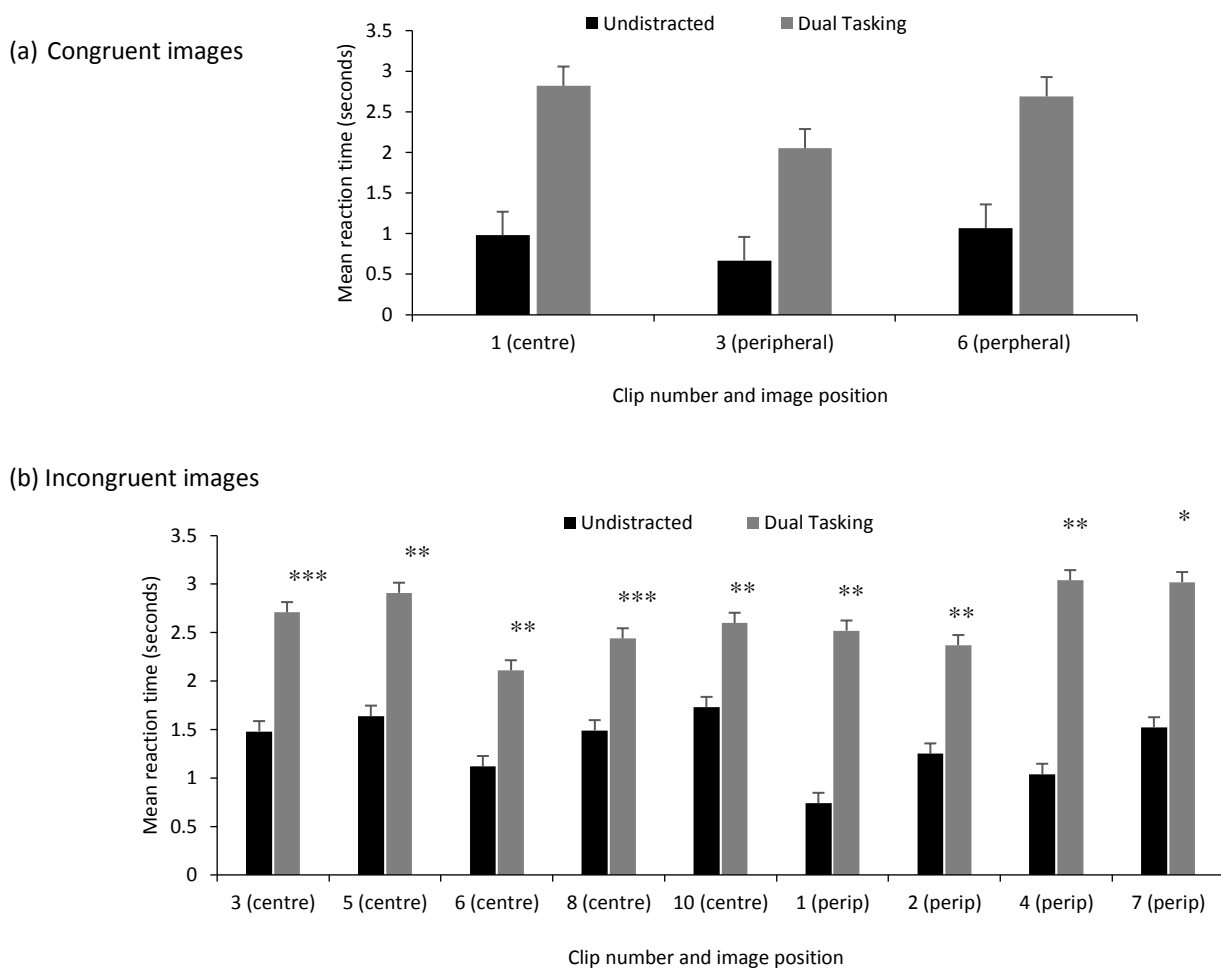 (a) Congruent images
Undistracted Dual Tasking
Mean reaction time (seconds)
3.5
3
2.5
2
1.5
1
0.5
0
1 (centre) 3 (peripheral) 6 (perpheral)
Clip number and image position
(b) Incongruent images
Undistracted Dual Tasking
Mean reaction time (seconds)
3.5
3
2.5
2
1.5
1
0.5
0
*** ** ** *** ** ** ** ** *
3 (centre) 5 (centre) 6 (centre) 8 (centre) 10 (centre) 1 (perip) 2 (perip) 4 (perip) 7 (perip)
Clip number and image position